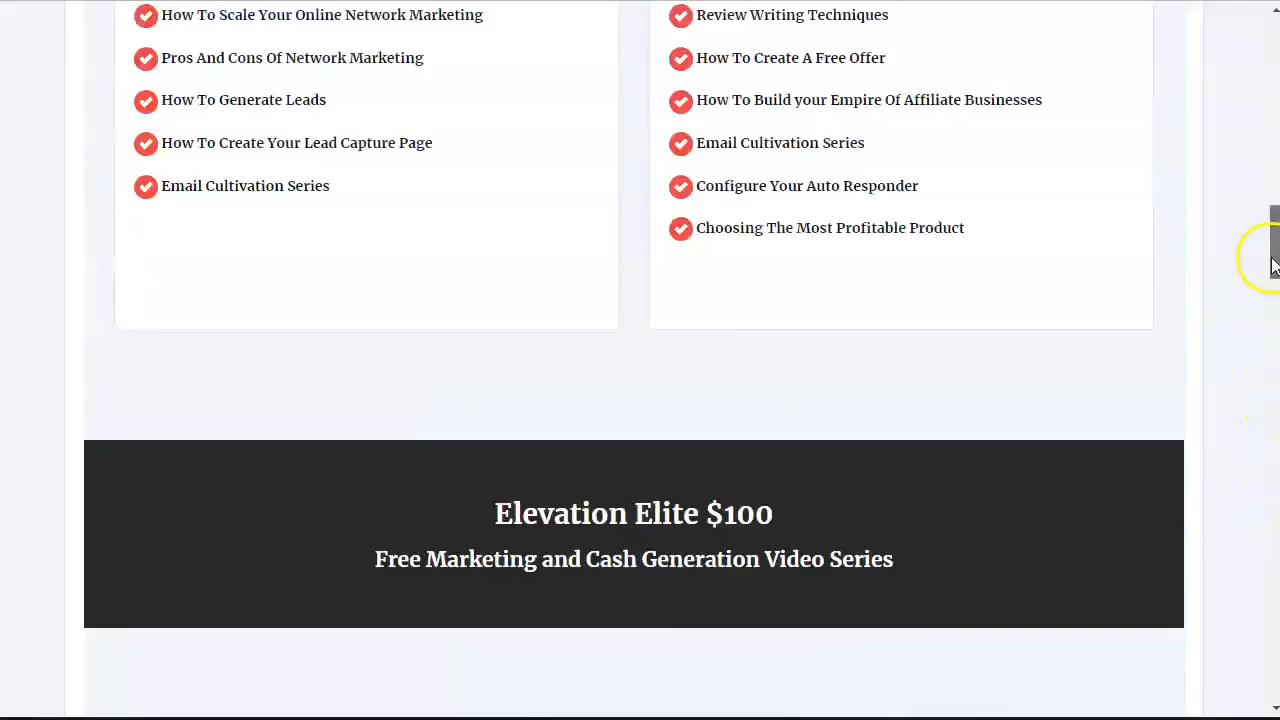 How To Scale Your Online Network Marketing
Pros And Cons Of Network Marketing
How To Generate Leads
How To Create Your Lead Capture Page
Email Cultivation Series
Review Writing Techniques
How To Create A Free Offer
How To Build your Empire Of Affiliate Businesses
Email Cultivation Series
Configure Your Auto Responder
Choosing The Most Profitable Product
Elevation Elite $100
Free Marketing and Cash Generation Video Series